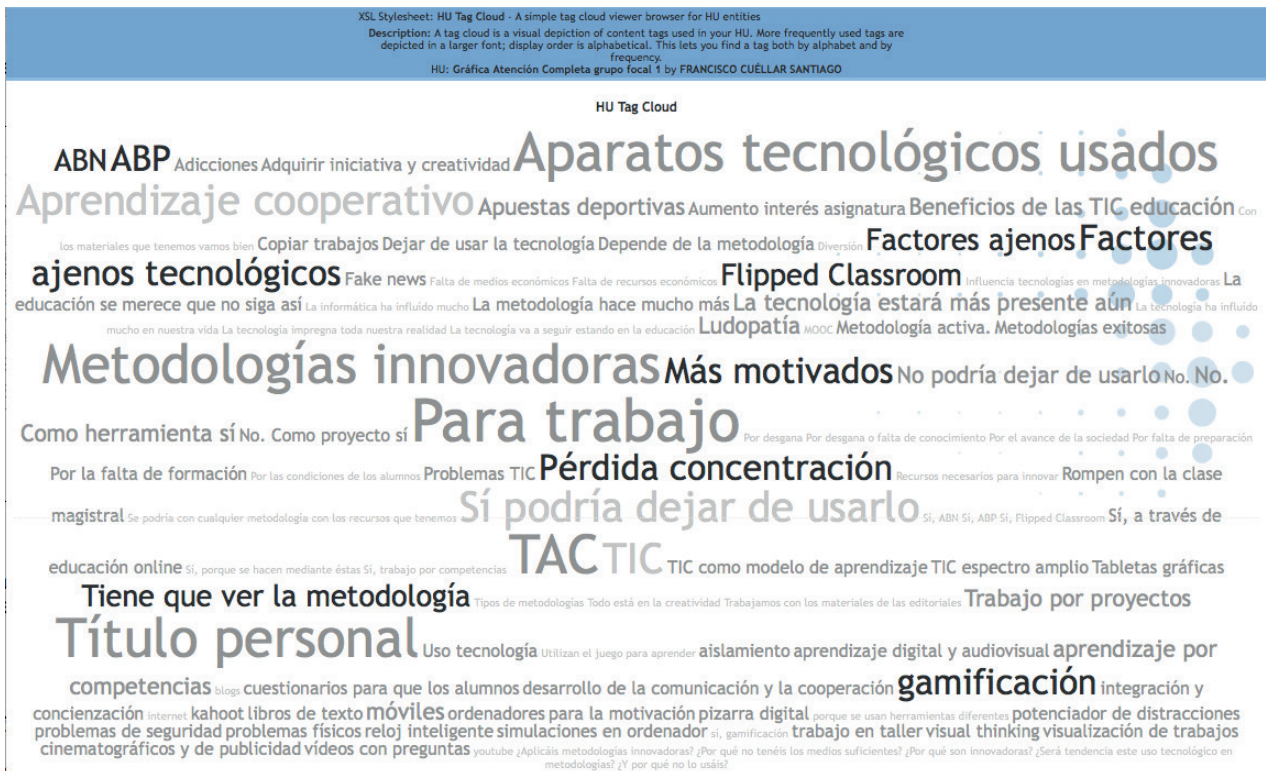 XSL Stylesheet: HU Tag Cloud - A simple tag cloud viewer browser for HU entities
Description: A tag cloud is a visual depiction of content tags used in your HU. More frequently used tags are
depicted in a larger font; display order is alphabetical. This lets you find a tag both by alphabet and by
frequency.
HU: Gráfica Atención Completa grupo focal 1 by FRANCISCO CUÉLLAR SANTIAGO
HU Tag Cloud
ABN ABP Adicciones Adquirir iniciativa y creatividad Aparatos tecnológicos usados
Aprendizaje cooperativo Apuestas deportivas Aumento interés asignatura Beneficios de las TIC educación Con
los materiales que tenemos vamos bien Copiar trabajos Dejar de usar la tecnología Depende de la metodología Diversión Factores ajenos Factores
ajenos tecnológicos Fake news Falta de medios económicos Falta de recursos económicos Flipped Classroom Influencia tecnologías en metodologías innovadoras La
educación se merece que no siga así La informática ha influido mucho La metodología hace mucho más La tecnología estará más presente aún La tecnología ha influido
mucho en nuestra vida La tecnología impregna toda nuestra realidad La tecnología va a seguir estando en la educación Ludopatía MOOC Metodología activa. Metodologías exitosas
Metodologías innovadoras Más motivados No podría dejar de usarlo No. No.
Como herramienta sí No. Como proyecto sí Para trabajo Por desgana Por desgana o falta de conocimiento Por el avance de la sociedad Por falta de preparación
Por la falta de formación Por las condiciones de los alumnos Problemas TIC Pérdida concentración Recursos necesarios para innovar Rompen con la clase
magistral Se podría con cualquier metodología con los recursos que tenemos Sí podría dejar de usarlo Sí, ABN Sí, ABP Sí, Flipped Classroom Sí, a través de
educación online Sí, porque se hacen mediante éstas Sí, trabajo por competencias TAC TIC TIC como modelo de aprendizaje TIC espectro amplio Tabletas gráficas
Tiene que ver la metodología Tipos de metodologías Todo está en la creatividad Trabajamos con los materiales de las editoriales Trabajo por proyectos
Título personal Uso tecnología Utilizan el juego para aprender aislamiento aprendizaje digital y audiovisual aprendizaje por
competencias blogs cuestionarios para que los alumnos desarrollo de la comunicación y la cooperación gamificación integración y
concienzación internet kahoot libros de texto móviles ordenadores para la motivación pizarra digital porque se usan herramientas diferentes potenciador de distracciones
problemas de seguridad problemas físicos reloj inteligente simulaciones en ordenador sí, gamificación trabajo en taller visual thinking visualización de trabajos
cinematográficos y de publicidad vídeos con preguntas youtube ¿Aplicáis metodologías innovadoras? ¿Por qué no tenéis los medios suficientes? ¿Por qué son innovadoras? ¿Será tendencia este uso tecnológico en
metodologías? ¿Y por qué no lo usáis?